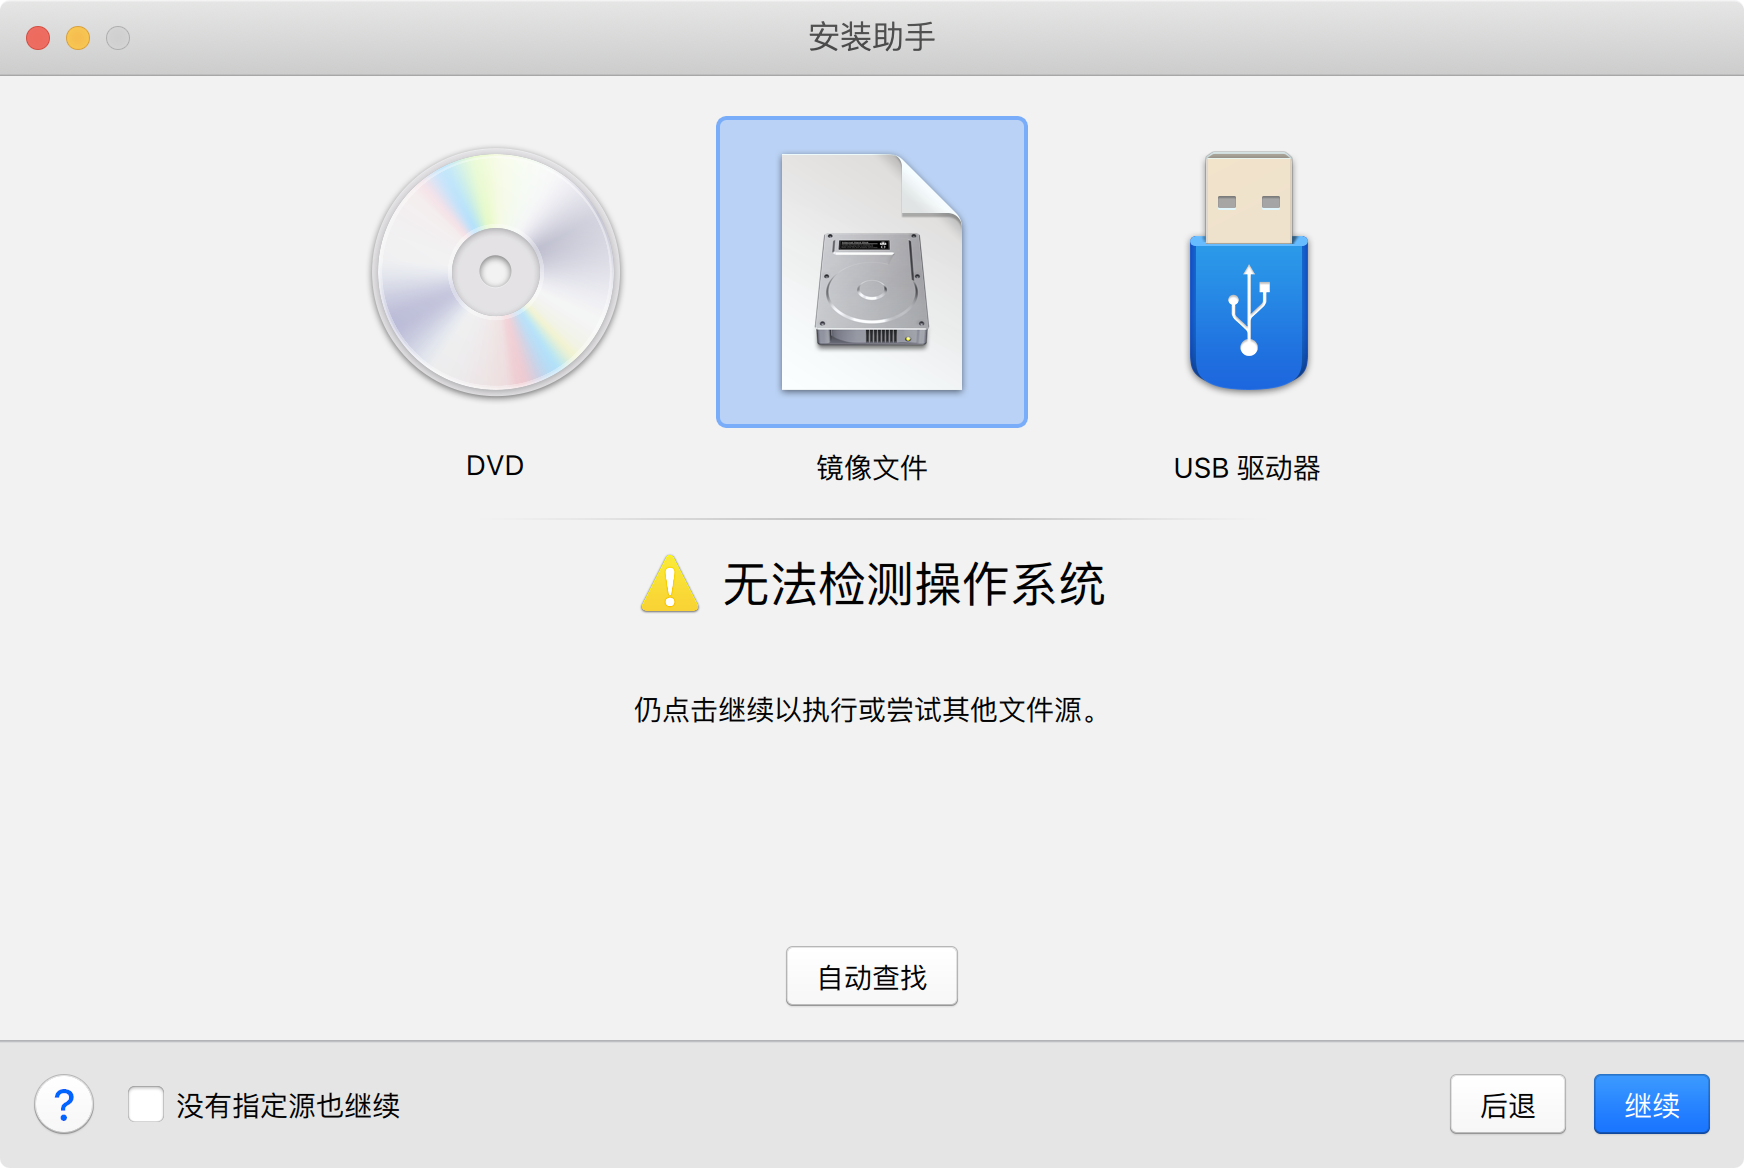 安装助手
DVD
镜像文件
USB 驱动器
无法检测操作系统
仍点击继续以执行或尝试其他文件源。
自动查找
?
没有指定源也继续
后退
继续